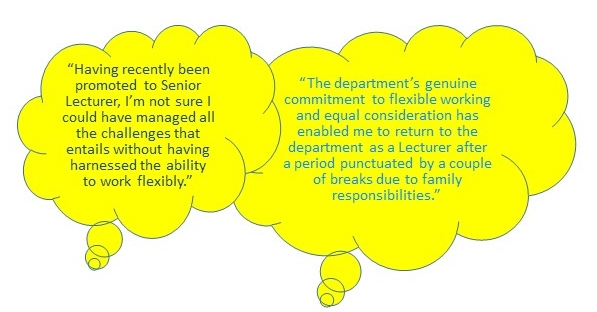 “Having recently been
promoted to Senior
Lecturer, I’m not sure I
could have managed all
the challenges that
entails without having
harnessed the ability
to work flexibly.”
“The department’s genuine
commitment to flexible working
and equal consideration has
enabled me to return to the
department as a Lecturer after
a period punctuated by a couple
of breaks due to family
responsibilities.”